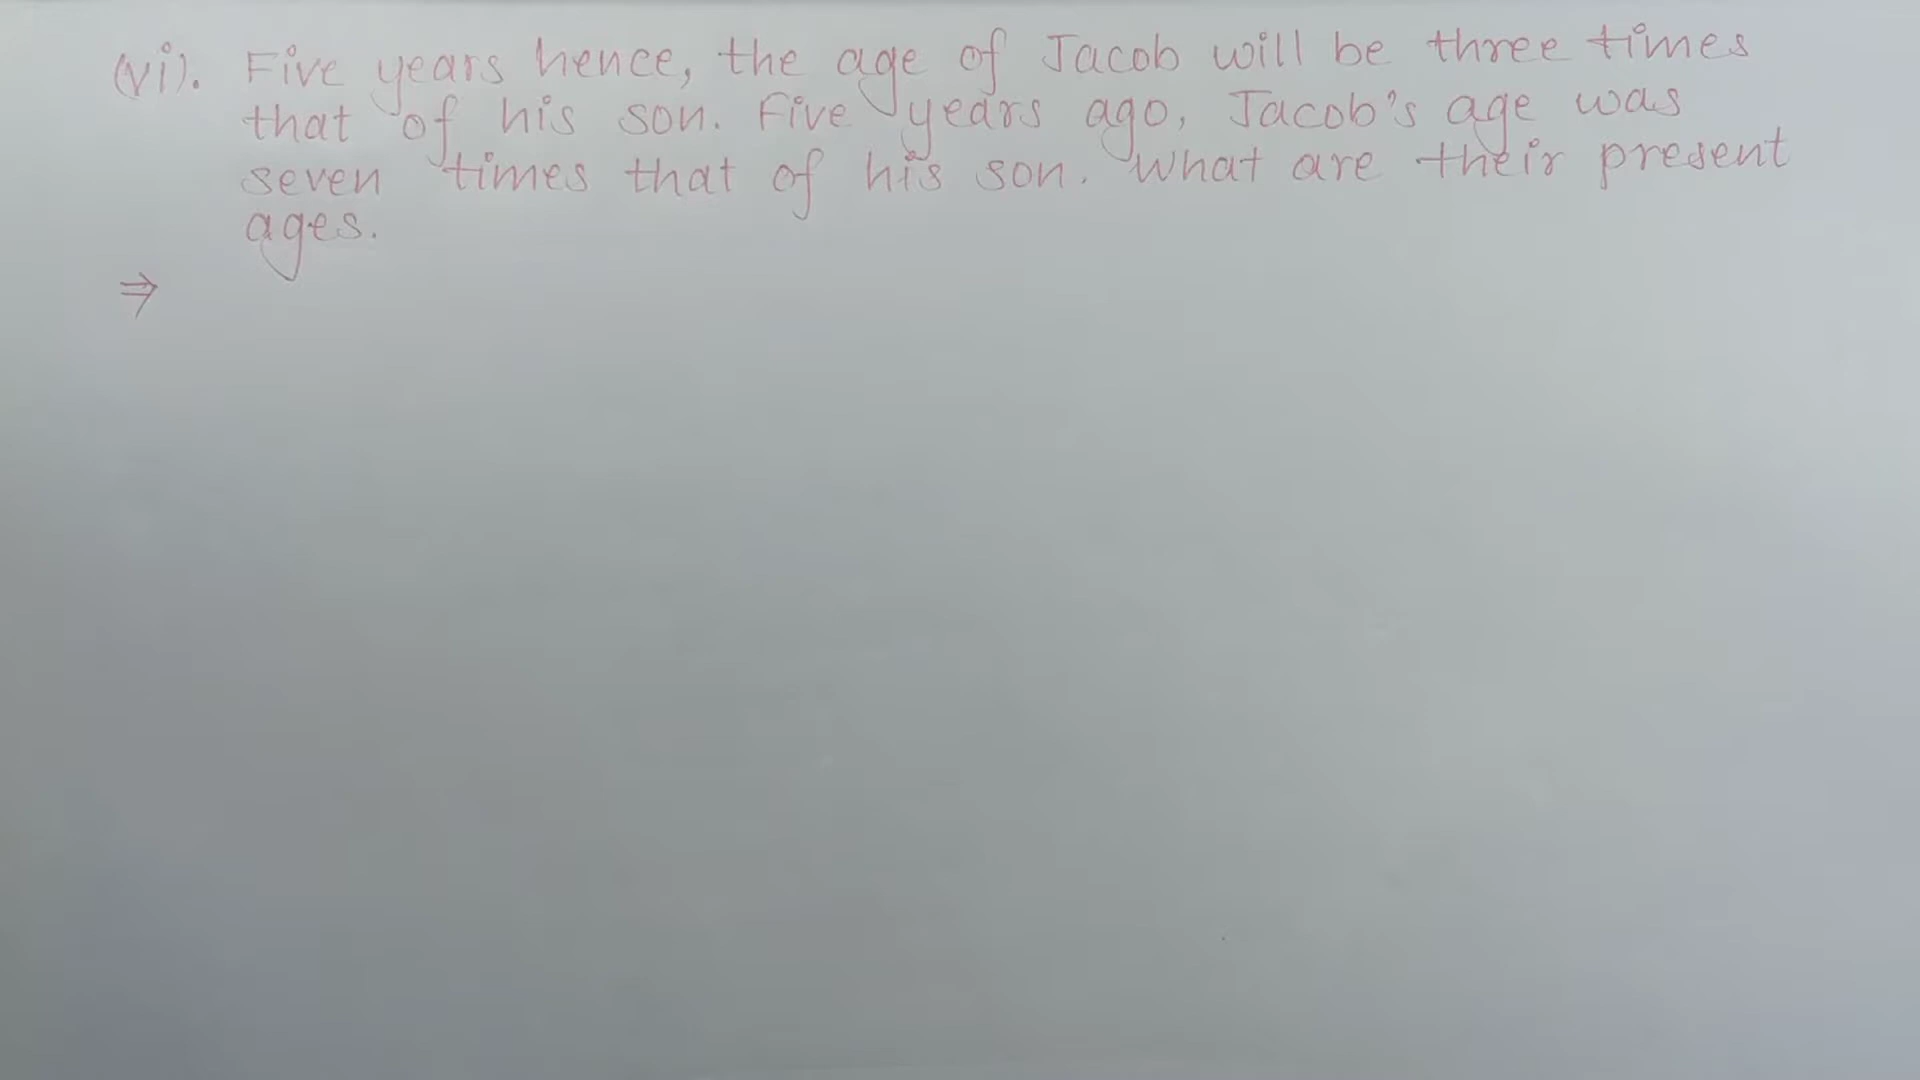 (vi). Five years hence, the age of Jacob will be three times
that of his son. Five years ago, Jacob's age was
seven times that of his son. What are their present
ages.
⇒